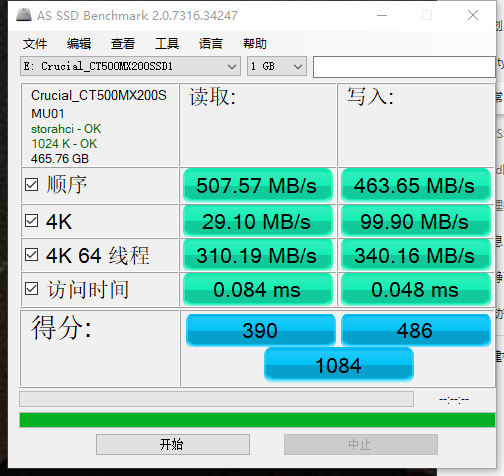 AS SSD Benchmark 2.0.7316.34247
文件 编辑 查看 工具 语言 帮助
E: Crucial_CT500MX200SSD1 1 GB
Crucial_CT500MX200S 读取: 写入:
MU01
storahci - OK
1024 K - OK
465.76 GB
顺序 507.57 MB/s 463.65 MB/s
4K 29.10 MB/s 99.90 MB/s
4K 64 线程 310.19 MB/s 340.16 MB/s
访问时间 0.084 ms 0.048 ms
得分: 390 486
1084
--:--:--
开始 中止